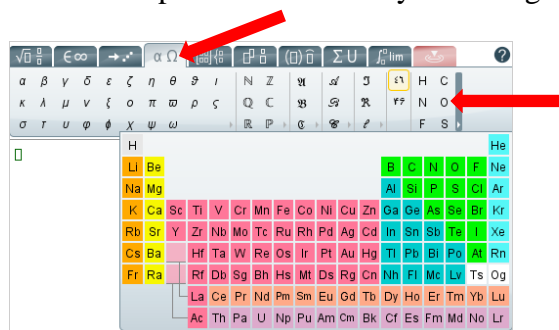 √ ∈∞ → αΩ () ΣU ∫ lim ?
α β γ δ ε ζ η θ ϑ ι ℕ ℤ 𝔄 𝒜 ℑ H C
κ λ μ ν ξ ο π ϖ ρ ς ℚ ℂ 𝔅 ℬ ℜ ۴۶ N O
σ τ υ φ ϕ χ ψ ω ℝ ℙ ℭ 𝒞 ℓ F S
H He
Li Be B C N O F Ne
Na Mg Al Si P S Cl Ar
K Ca Sc Ti V Cr Mn Fe Co Ni Cu Zn Ga Ge As Se Br Kr
Rb Sr Y Zr Nb Mo Tc Ru Rh Pd Ag Cd In Sn Sb Te I Xe
Cs Ba Hf Ta W Re Os Ir Pt Au Hg Tl Pb Bi Po At Rn
Fr Ra Rf Db Sg Bh Hs Mt Ds Rg Cn Nh Fl Mc Lv Ts Og
La Ce Pr Nd Pm Sm Eu Gd Tb Dy Ho Er Tm Yb Lu
Ac Th Pa U Np Pu Am Cm Bk Cf Es Fm Md No Lr